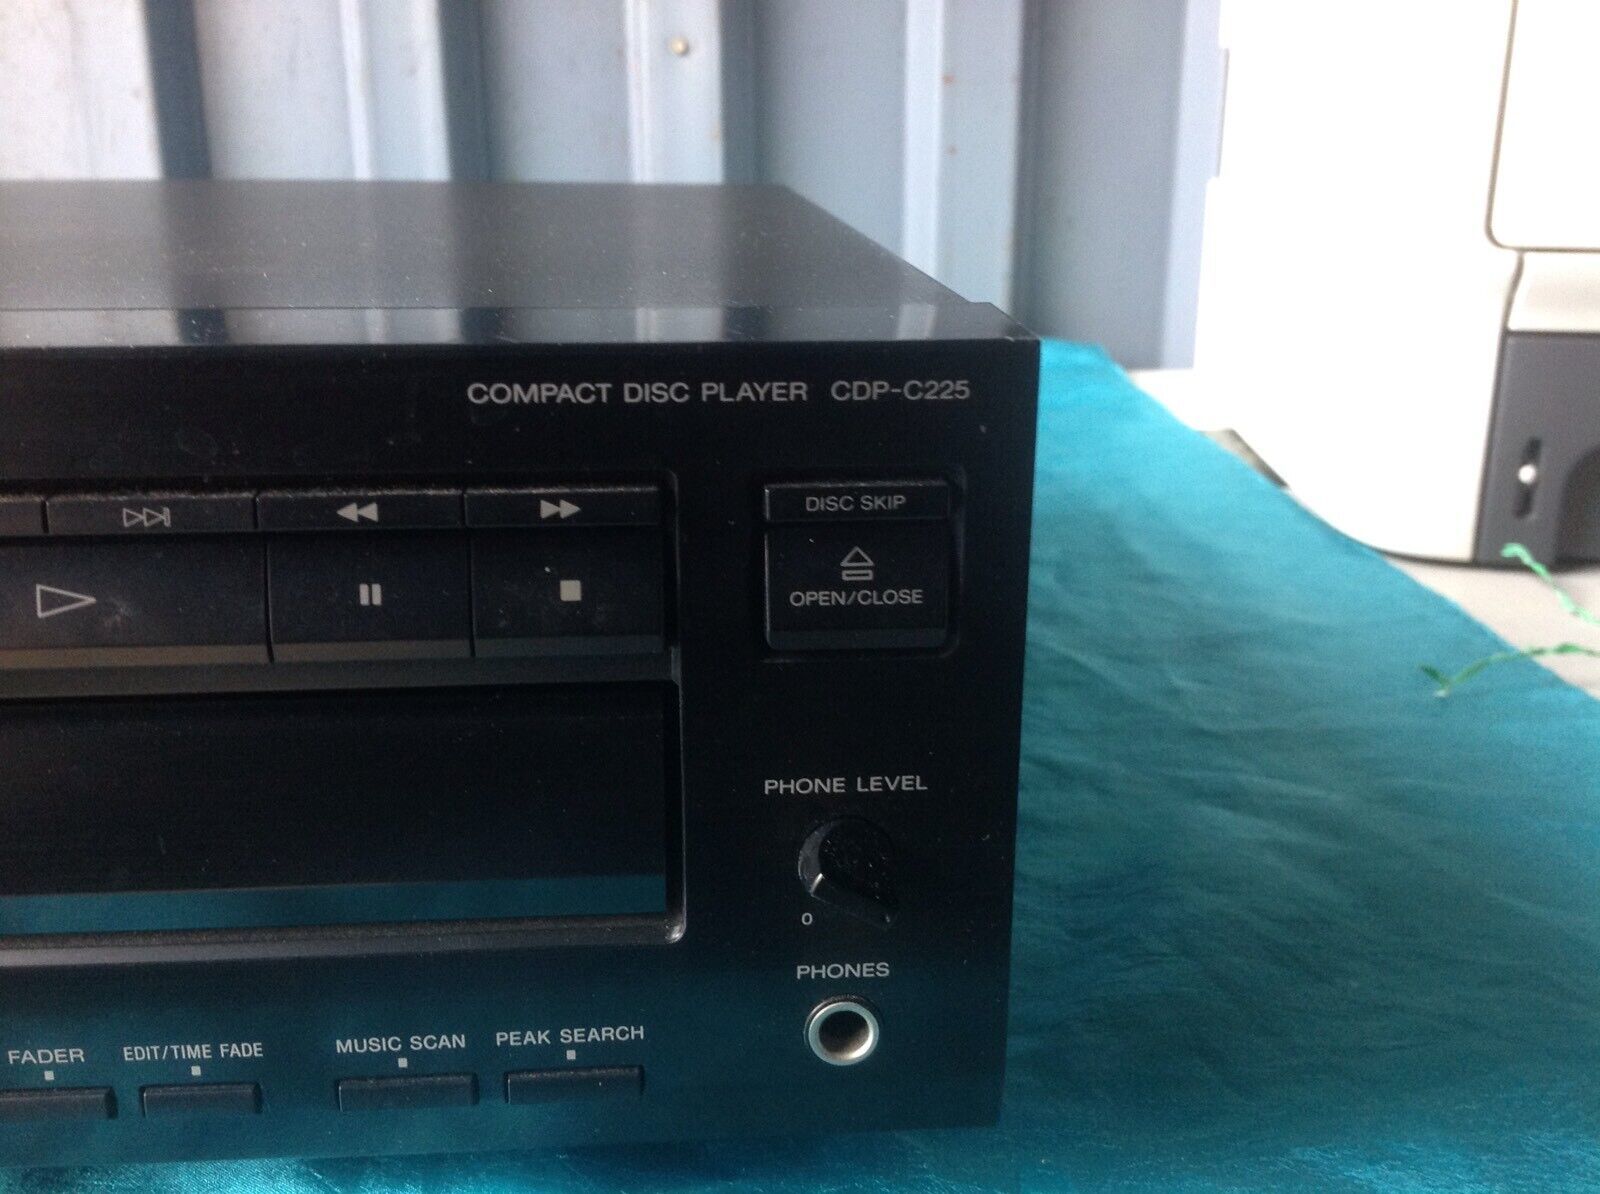 COMPACT DISC PLAYER CDP-C225
DISC SKIP
OPEN/CLOSE
PHONE LEVEL
0
PHONES
FADER
EDIT/TIME FADE
MUSIC SCAN
PEAK SEARCH